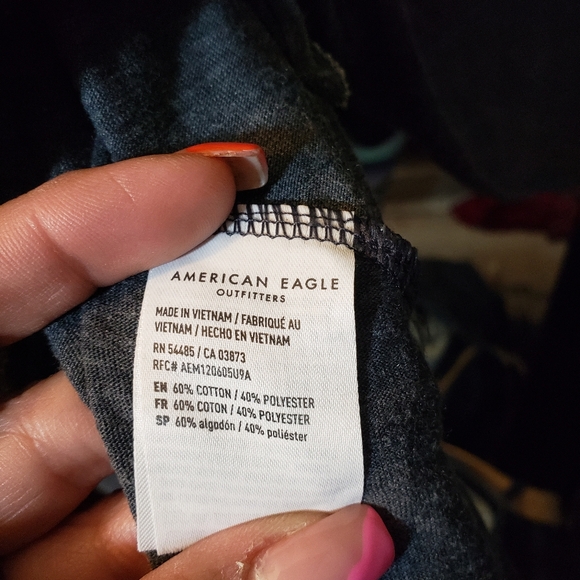 AMERICAN EAGLE
OUTFITTERS
MADE IN VIETNAM / FABRIQUÉ AU
VIETNAM / HECHO EN VIETNAM
RN 54485 / CA 03873
RFC# AEM120605U9A
EN 60% COTTON / 40% POLYESTER
FR 60% COTON / 40% POLYESTER
SP 60% algodón / 40% poliéster